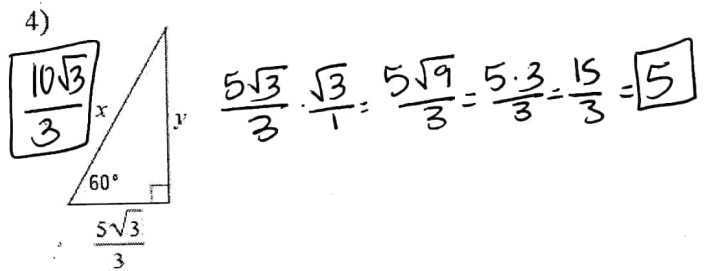 4)
10√3/3
x
y
60°
5√3/3
5√3/3 · √3/1 = 5√9/3 = 5·3/3 = 15/3 = 5